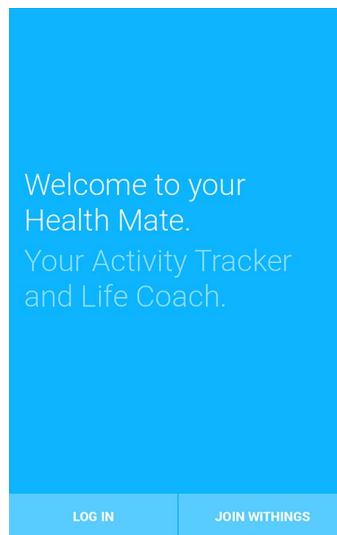 Welcome to your
Health Mate.
Your Activity Tracker
and Life Coach.
LOG IN
JOIN WITHINGS